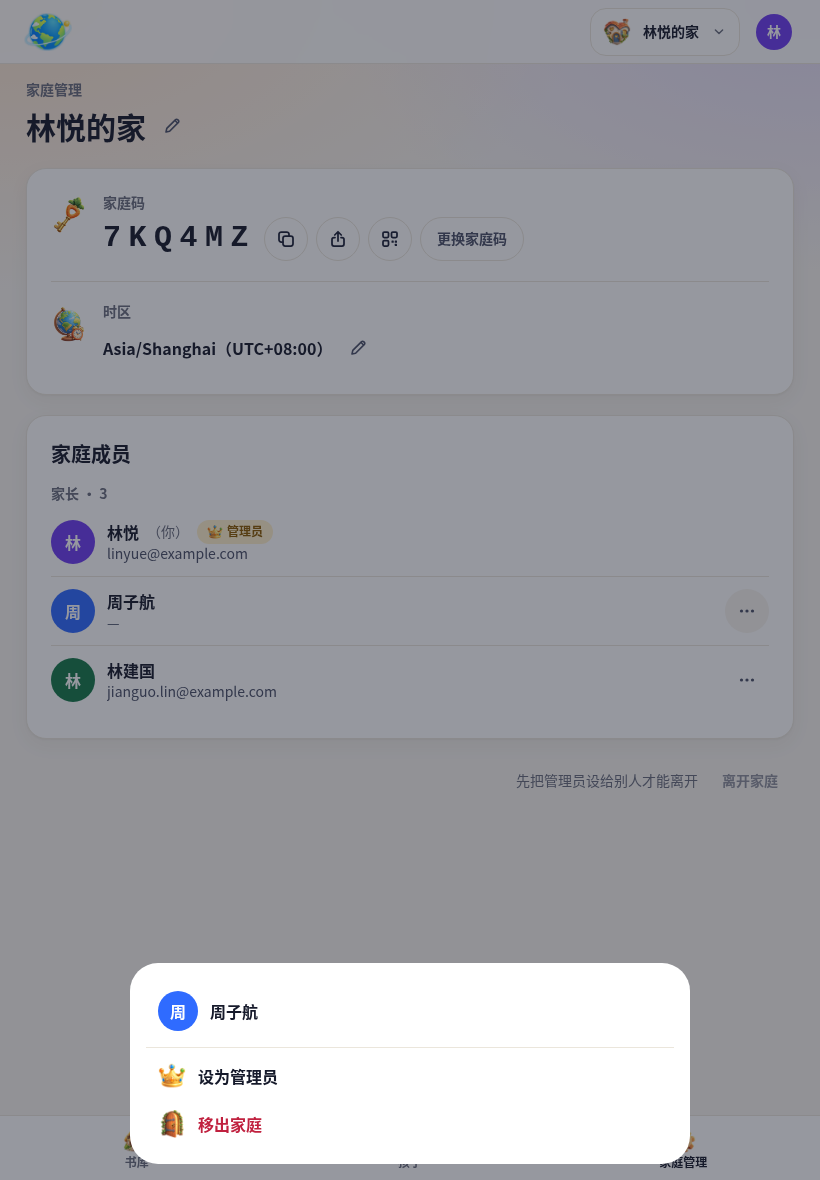 林悦的家
林
家庭管理
林悦的家
家庭码
7KQ4MZ
更换家庭码
时区
Asia/Shanghai（UTC+08:00）
家庭成员
家长 · 3
林
林悦 （你） 管理员
linyue@example.com
周
周子航
—
林
林建国
jianguo.lin@example.com
先把管理员设给别人才能离开 离开家庭
周
周子航
设为管理员
移出家庭
书库
家庭管理